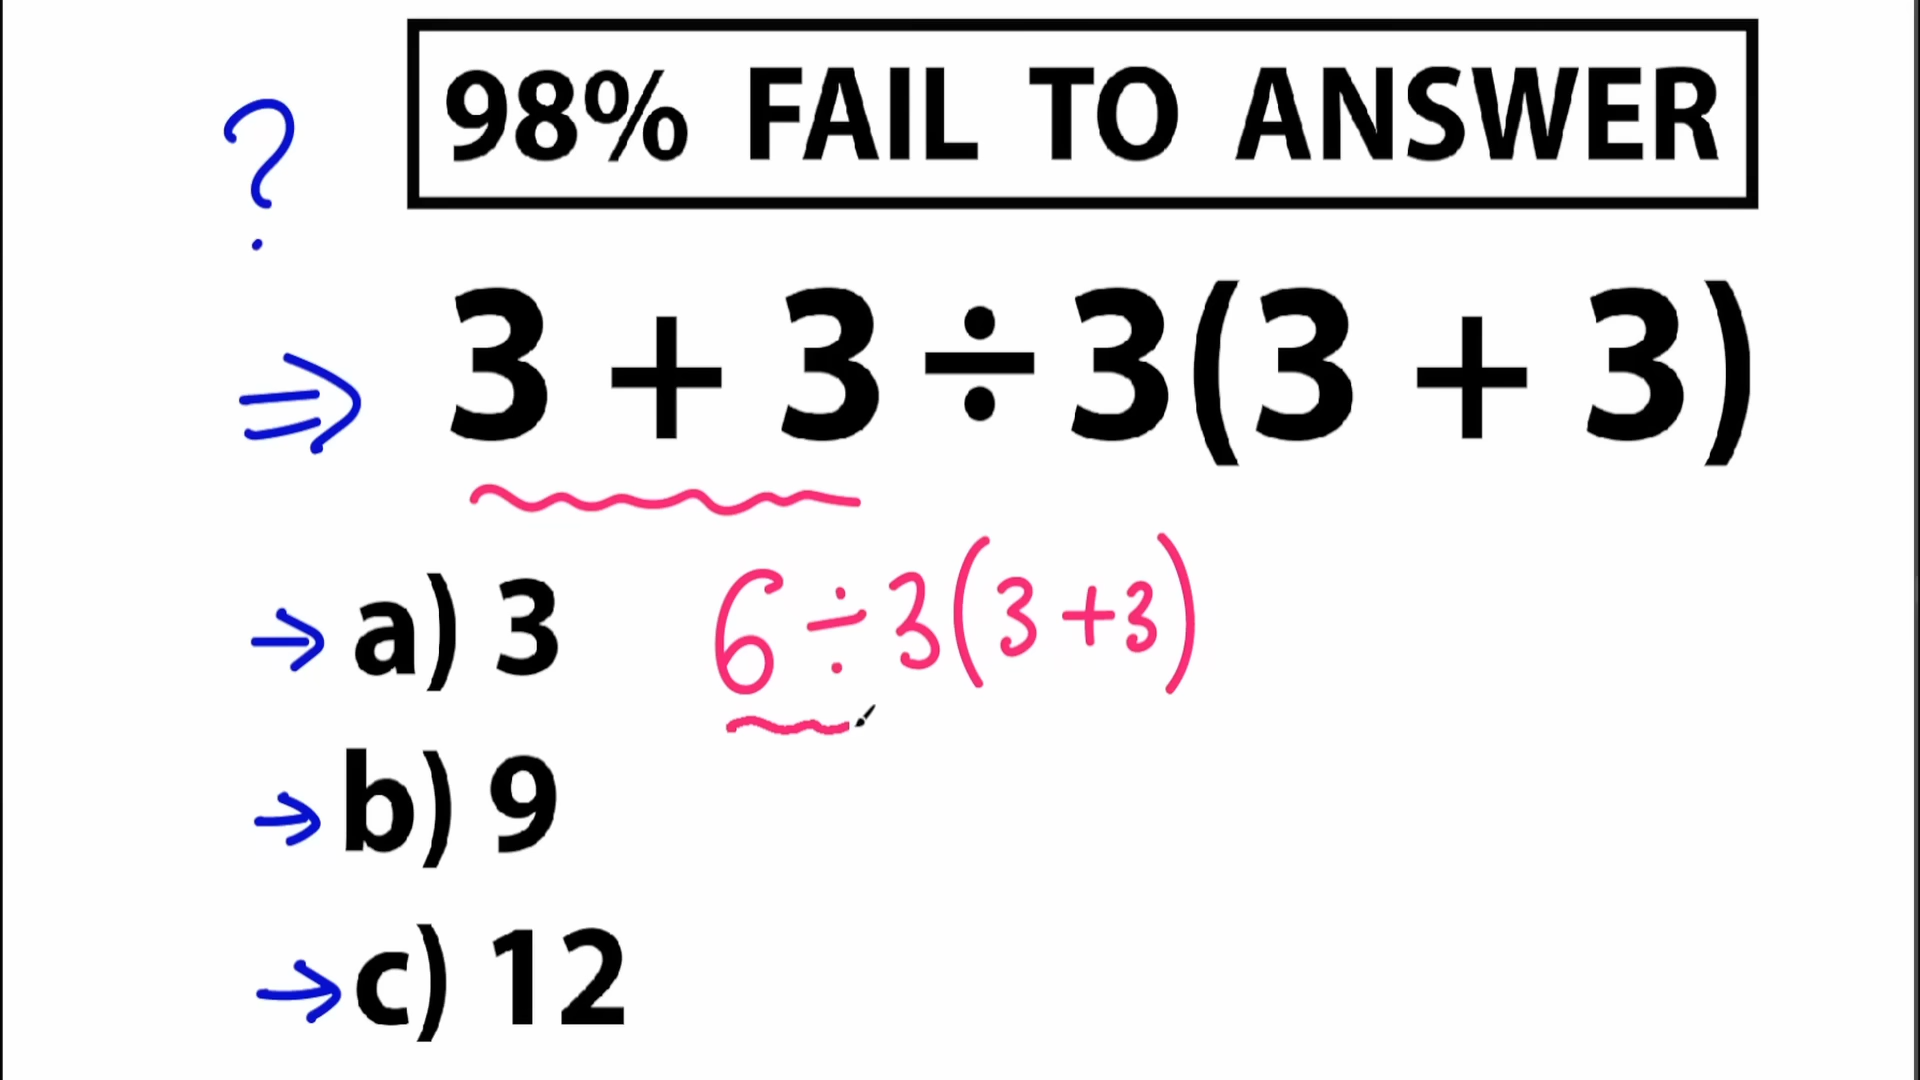 98% FAIL TO ANSWER
?
⇒ 3 + 3 ÷ 3(3 + 3)
→ a) 3
6 ÷ 3(3 + 3)
→ b) 9
→ c) 12